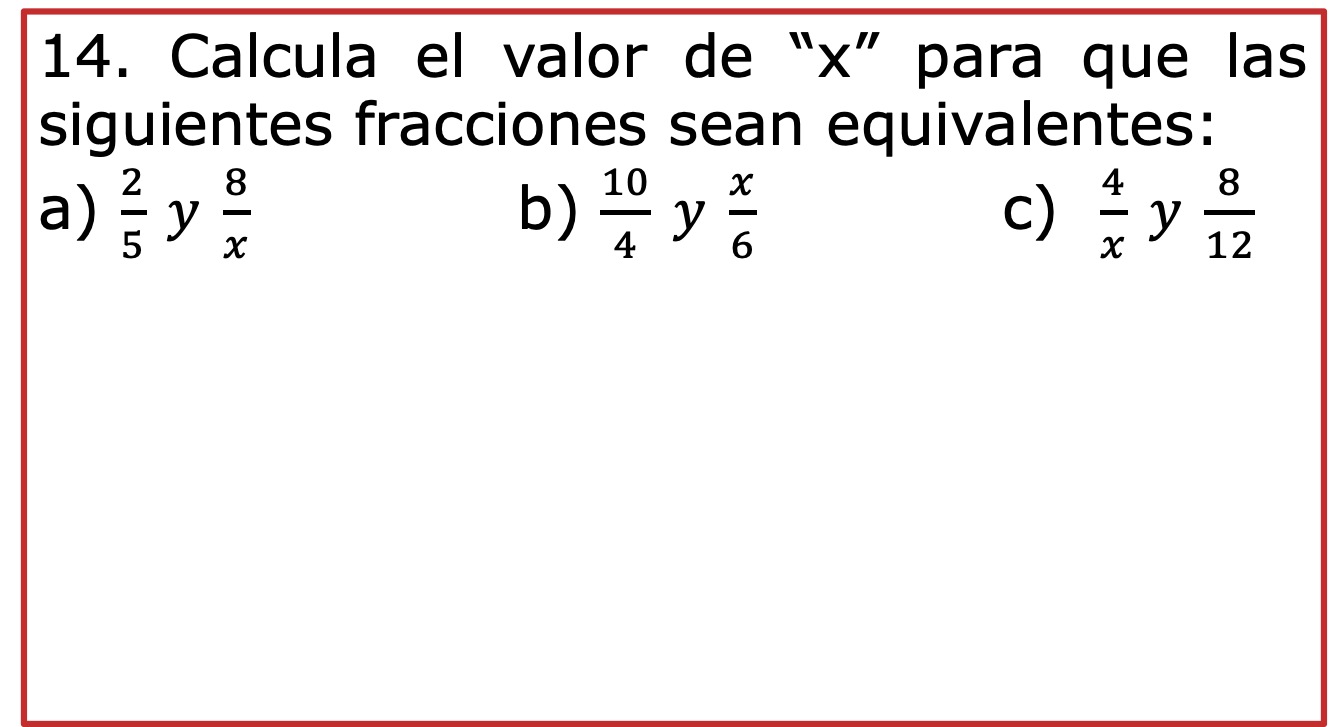 14. Calcula el valor de “x” para que las
siguientes fracciones sean equivalentes:
a) 2/5 y 8/x b) 10/4 y x/6 c) 4/x y 8/12